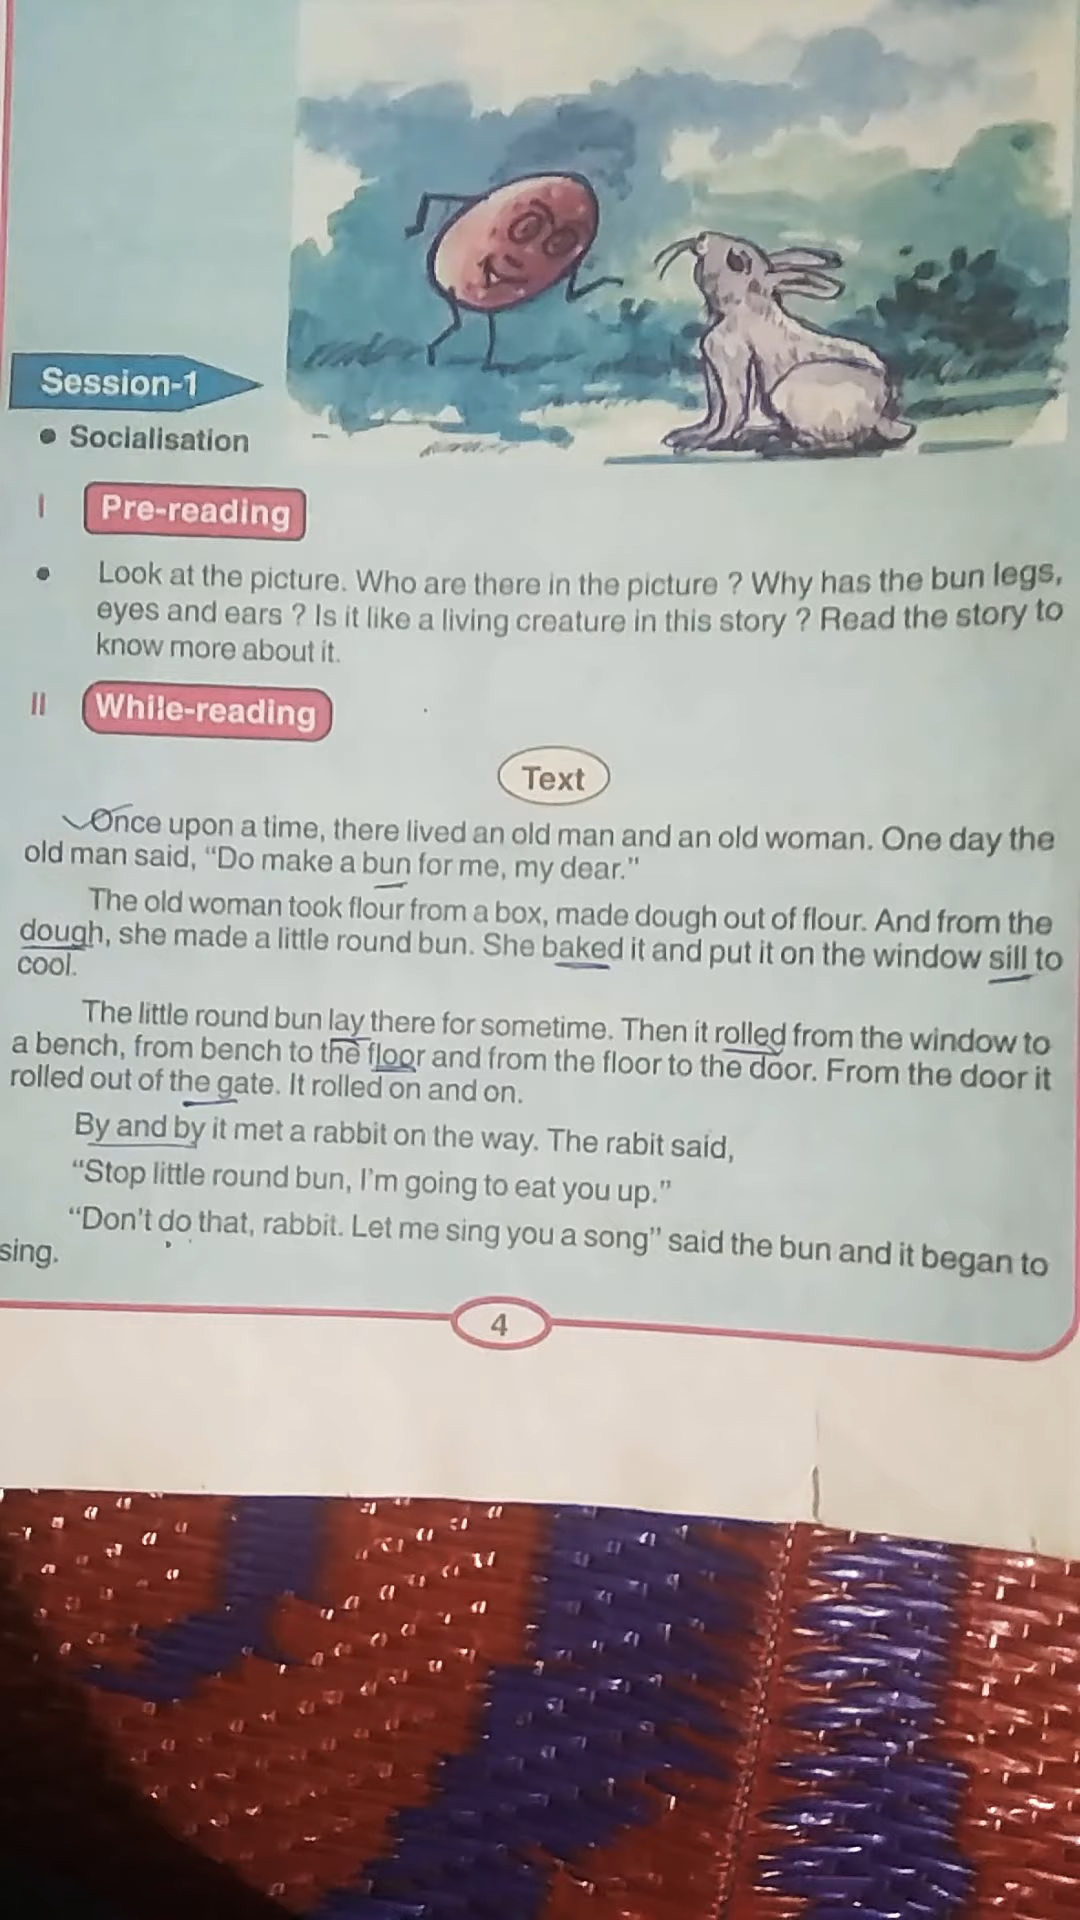 Session-1
• Socialisation
I Pre-reading
• Look at the picture. Who are there in the picture ? Why has the bun legs,
eyes and ears ? Is it like a living creature in this story ? Read the story to
know more about it.
II While-reading
Text
Once upon a time, there lived an old man and an old woman. One day the
old man said, “Do make a bun for me, my dear.”
The old woman took flour from a box, made dough out of flour. And from the
dough, she made a little round bun. She baked it and put it on the window sill to
cool.
The little round bun lay there for sometime. Then it rolled from the window to
a bench, from bench to the floor and from the floor to the door. From the door it
rolled out of the gate. It rolled on and on.
By and by it met a rabbit on the way. The rabit said,
“Stop little round bun, I'm going to eat you up.”
“Don't do that, rabbit. Let me sing you a song” said the bun and it began to
sing.
4